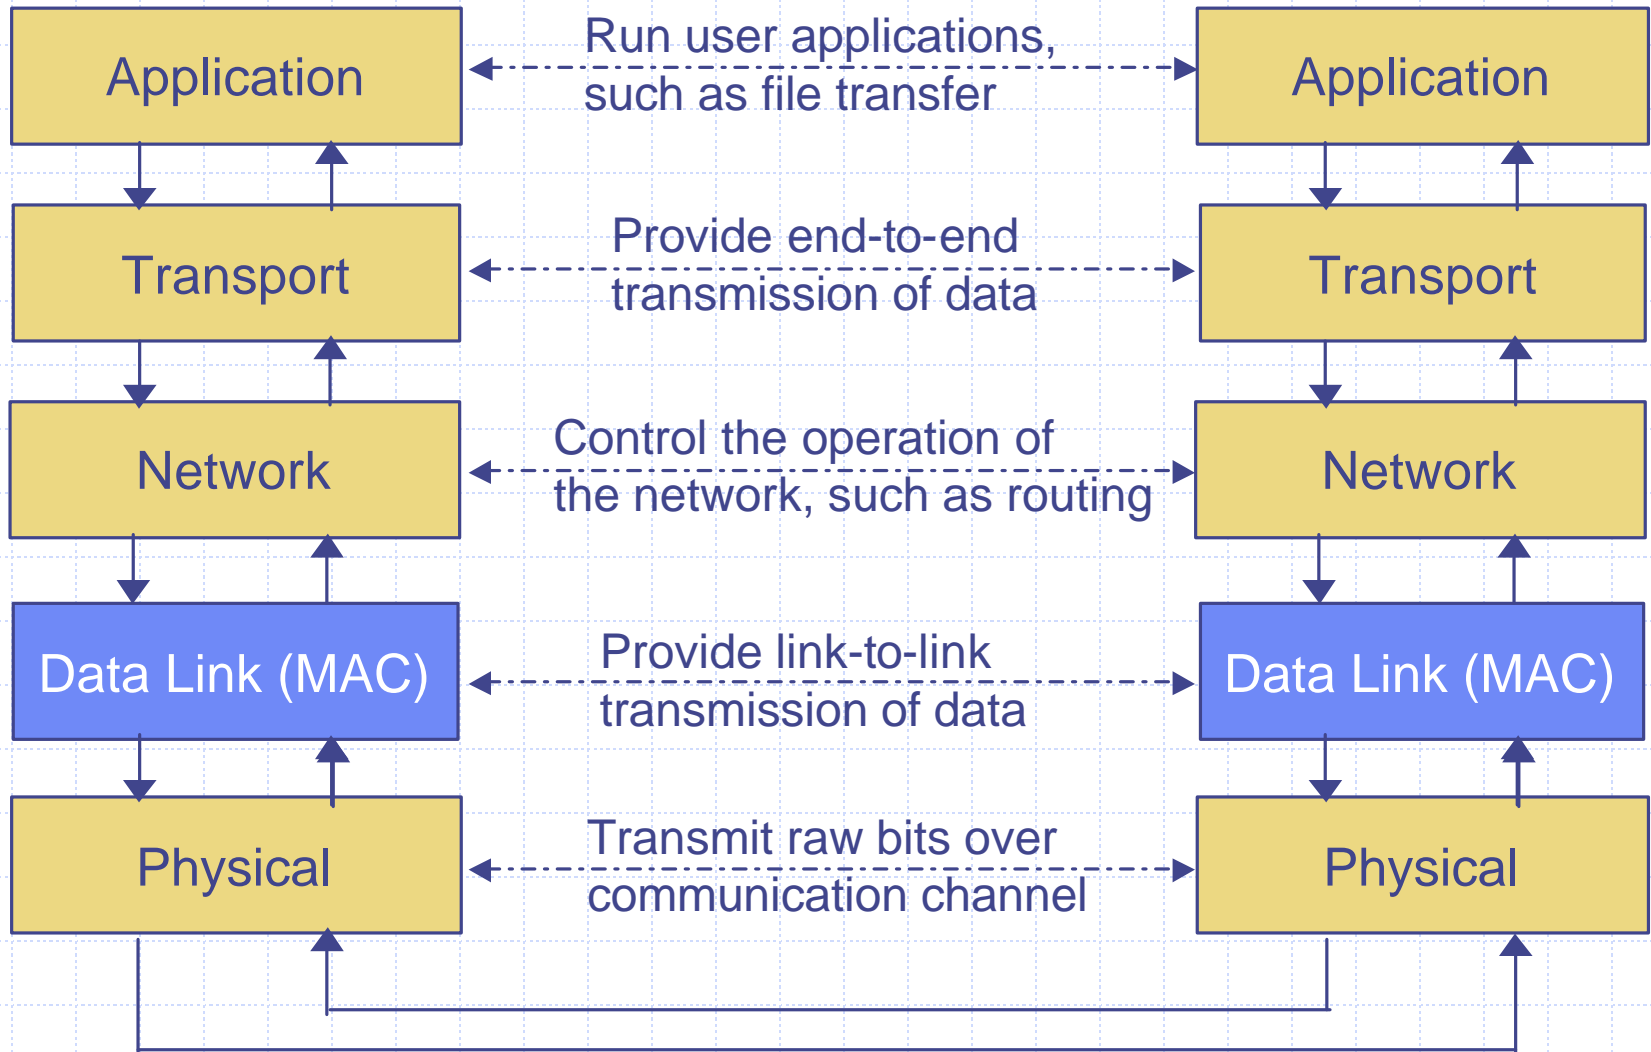 Application
Run user applications,
such as file transfer
Application
Transport
Provide end-to-end
transmission of data
Transport
Network
Control the operation of
the network, such as routing
Network
Data Link (MAC)
Provide link-to-link
transmission of data
Data Link (MAC)
Physical
Transmit raw bits over
communication channel
Physical